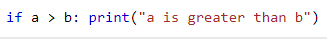 if a > b: print("a is greater than b")